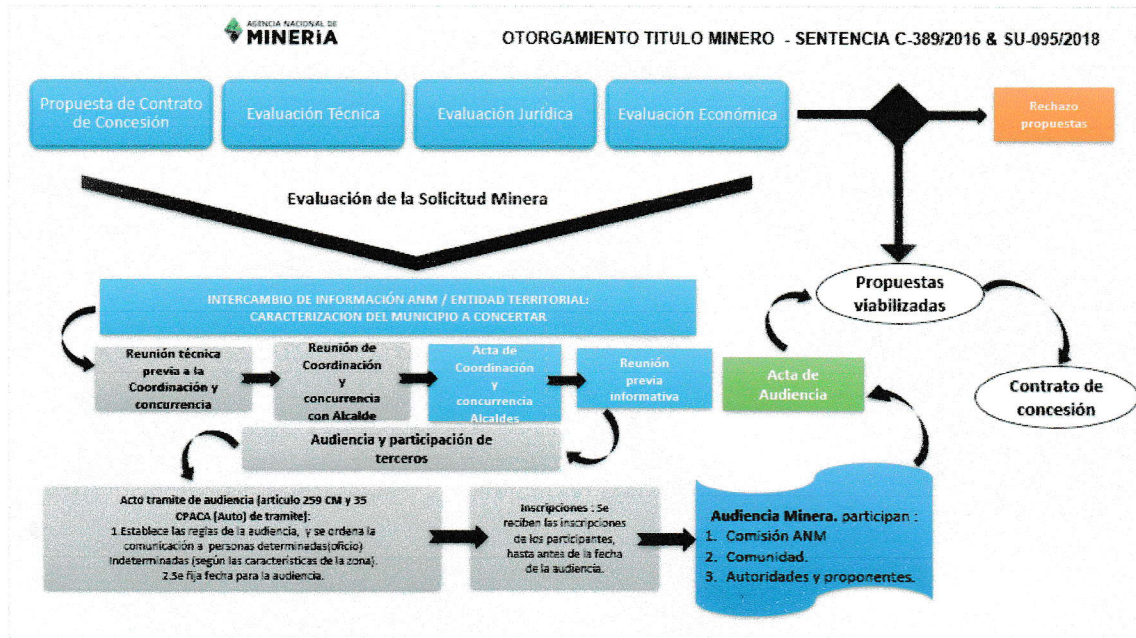 AGENCIA NACIONAL DE
MINERÍA
OTORGAMIENTO TITULO MINERO - SENTENCIA C-389/2016 & SU-095/2018
Propuesta de Contrato
de Concesión
Evaluación Técnica
Evaluación Jurídica
Evaluación Económica
Rechazo
propuestas
Evaluación de la Solicitud Minera
Propuestas
viabilizadas
INTERCAMBIO DE INFORMACIÓN ANM / ENTIDAD TERRITORIAL:
CARACTERIZACION DEL MUNICIPIO A CONCERTAR
Reunión técnica
previa a la
Coordinación y
concurrencia
Reunión de
Coordinación
y
concurrencia
con Alcalde
Acta de
Coordinación
y
concurrencia
Alcaldes
Reunión
previa
informativa
Acta de
Audiencia
Contrato de
concesión
Audiencia y participación de
terceros
Acto tramite de audiencia (artículo 259 CM y 35
CPACA (Auto) de tramite):
1.Establece las reglas de la audiencia, y se ordena la
comunicación a personas determinadas(oficio)
Indeterminadas (según las características de la zona).
2.Se fija fecha para la audiencia.
Inscripciones : Se
reciben las inscripciones
de los participantes,
hasta antes de la fecha
de la audiencia.
Audiencia Minera. participan :
1. Comisión ANM
2. Comunidad.
3. Autoridades y proponentes.